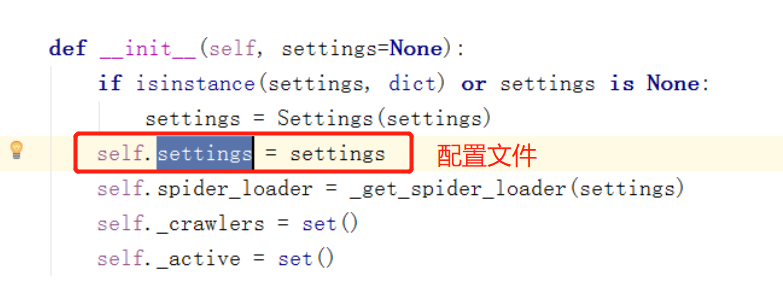 def __init__(self, settings=None):
if isinstance(settings, dict) or settings is None:
settings = Settings(settings)
self.settings = settings 配置文件
self.spider_loader = _get_spider_loader(settings)
self._crawlers = set()
self._active = set()